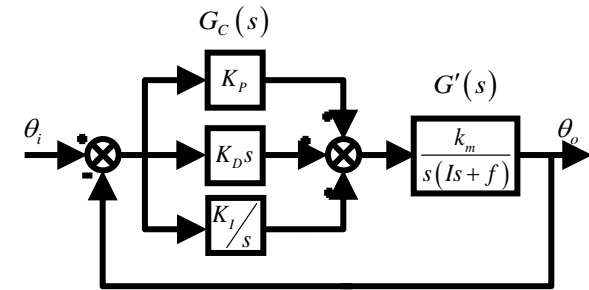 G_C(s)
K_P
G'(s)
θ_i
+
-
K_D s
+
+
+
k_m / s(Is + f)
θ_o
K_I / s